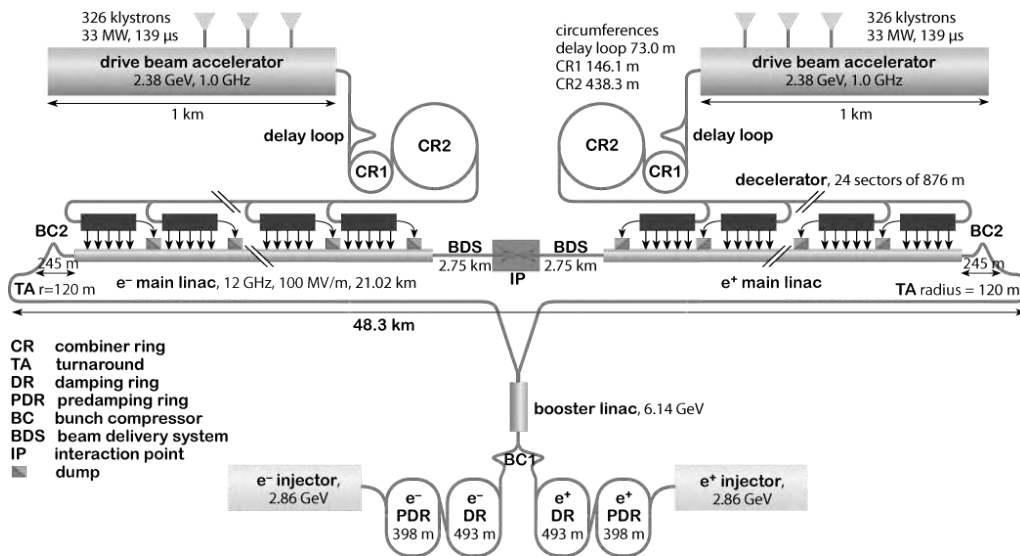 326 klystrons
33 MW, 139 μs
drive beam accelerator
2.38 GeV, 1.0 GHz
1 km
delay loop
CR1
CR2
circumferences
delay loop 73.0 m
CR1 146.1 m
CR2 438.3 m
326 klystrons
33 MW, 139 μs
drive beam accelerator
2.38 GeV, 1.0 GHz
1 km
delay loop
CR2
CR1
decelerator, 24 sectors of 876 m
BC2
245 m
TA r=120 m
e⁻ main linac, 12 GHz, 100 MV/m, 21.02 km
BDS
2.75 km
IP
BDS
2.75 km
e⁺ main linac
BC2
245 m
TA radius = 120 m
48.3 km
CR combiner ring
TA turnaround
DR damping ring
PDR predamping ring
BC bunch compressor
BDS beam delivery system
IP interaction point
dump
booster linac, 6.14 GeV
BC1
e⁻ injector,
2.86 GeV
e⁻
PDR
398 m
e⁻
DR
493 m
e⁺
DR
493 m
e⁺
PDR
398 m
e⁺ injector,
2.86 GeV